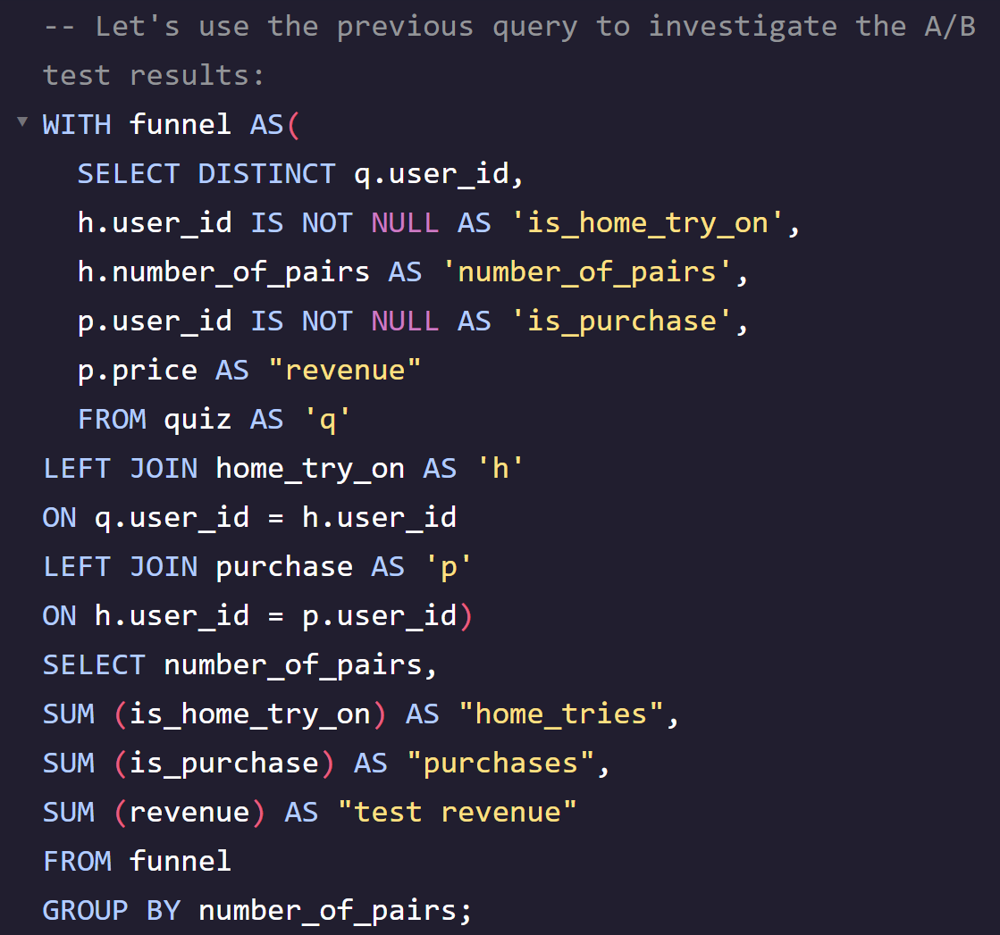 -- Let's use the previous query to investigate the A/B
test results:
WITH funnel AS(
SELECT DISTINCT q.user_id,
h.user_id IS NOT NULL AS 'is_home_try_on',
h.number_of_pairs AS 'number_of_pairs',
p.user_id IS NOT NULL AS 'is_purchase',
p.price AS "revenue"
FROM quiz AS 'q'
LEFT JOIN home_try_on AS 'h'
ON q.user_id = h.user_id
LEFT JOIN purchase AS 'p'
ON h.user_id = p.user_id)
SELECT number_of_pairs,
SUM (is_home_try_on) AS "home_tries",
SUM (is_purchase) AS "purchases",
SUM (revenue) AS "test revenue"
FROM funnel
GROUP BY number_of_pairs;